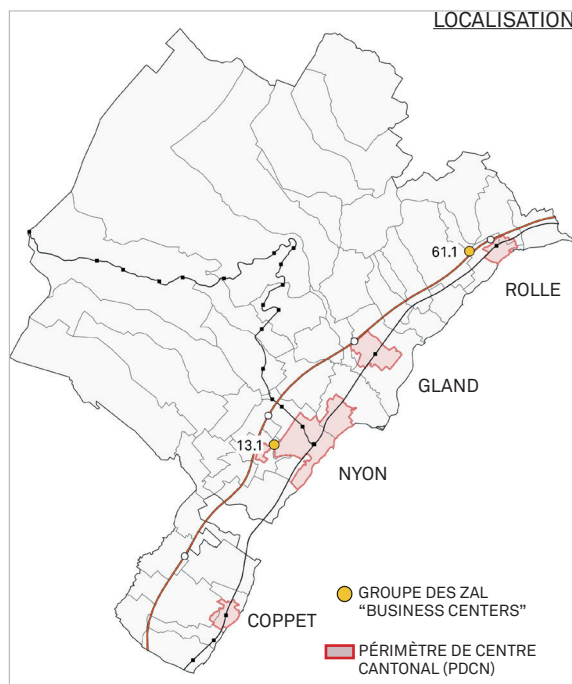 LOCALISATION
61.1
ROLLE
GLAND
13.1
NYON
COPPET
GROUPE DES ZAL
“BUSINESS CENTERS”
PÉRIMÈTRE DE CENTRE
CANTONAL (PDCN)